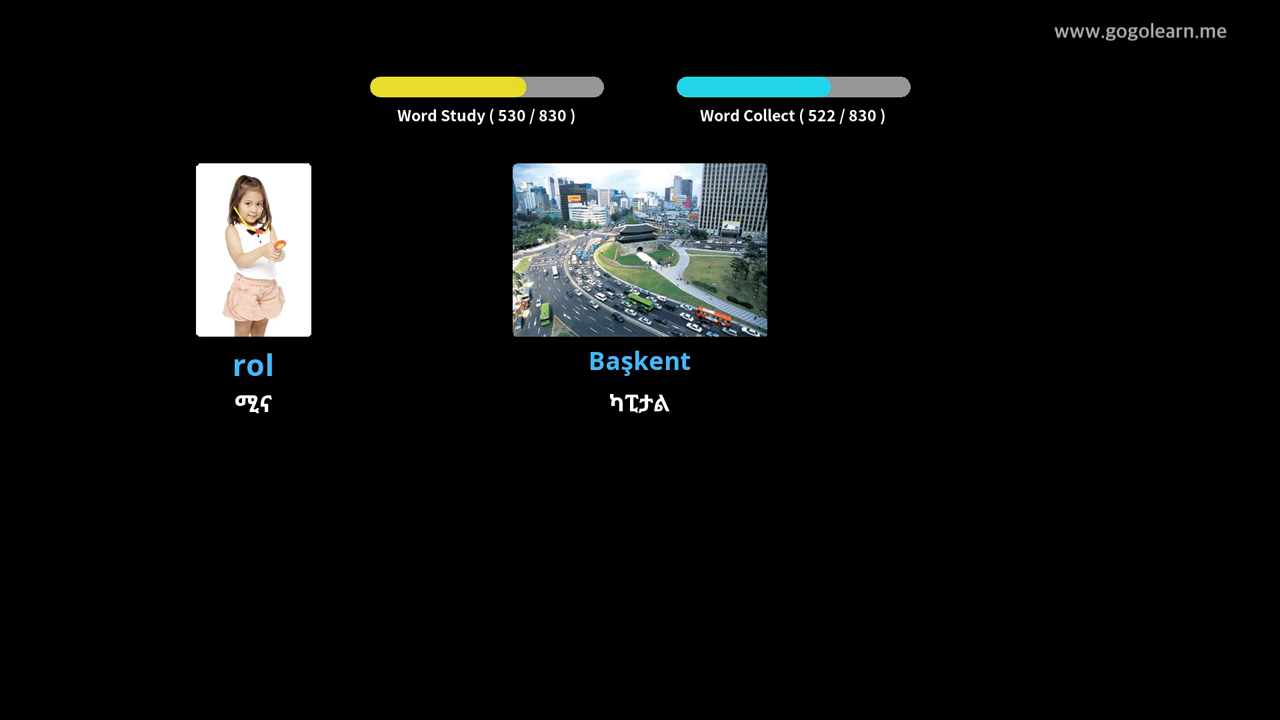 www.gogolearn.me
Word Study ( 530 / 830 )
Word Collect ( 522 / 830 )
rol
ሚና
Başkent
ካፒታል